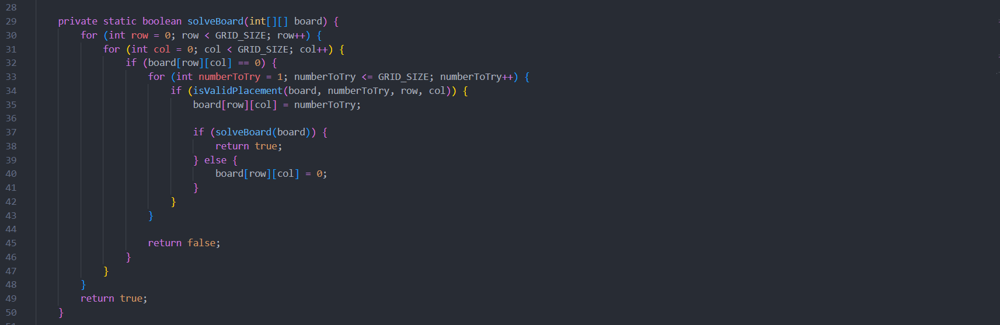 28
29 private static boolean solveBoard(int[][] board) {
30 for (int row = 0; row < GRID_SIZE; row++) {
31 for (int col = 0; col < GRID_SIZE; col++) {
32 if (board[row][col] == 0) {
33 for (int numberToTry = 1; numberToTry <= GRID_SIZE; numberToTry++) {
34 if (isValidPlacement(board, numberToTry, row, col)) {
35 board[row][col] = numberToTry;
36
37 if (solveBoard(board)) {
38 return true;
39 } else {
40 board[row][col] = 0;
41 }
42 }
43 }
44
45 return false;
46 }
47 }
48 }
49 return true;
50 }